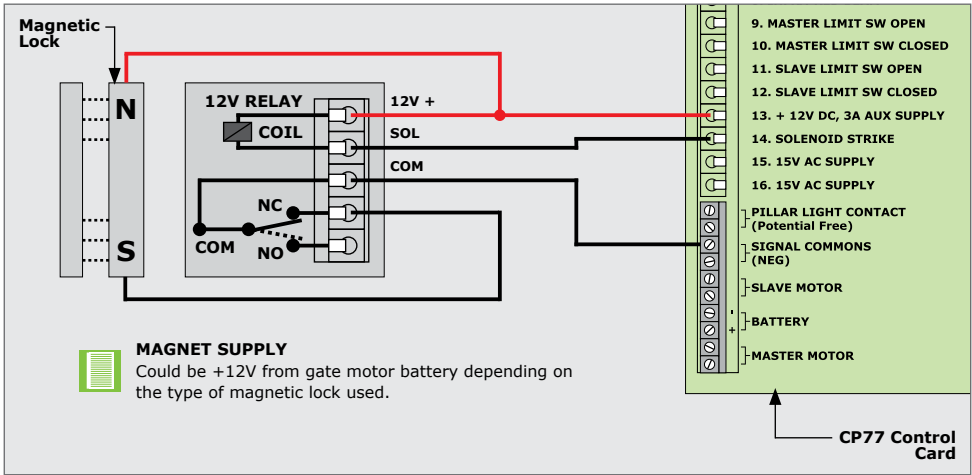 Magnetic
Lock
N
S
12V RELAY
COIL
NC
COM
NO
12V +
SOL
COM
9. MASTER LIMIT SW OPEN
10. MASTER LIMIT SW CLOSED
11. SLAVE LIMIT SW OPEN
12. SLAVE LIMIT SW CLOSED
13. + 12V DC, 3A AUX SUPPLY
14. SOLENOID STRIKE
15. 15V AC SUPPLY
16. 15V AC SUPPLY
PILLAR LIGHT CONTACT
(Potential Free)
SIGNAL COMMONS
(NEG)
SLAVE MOTOR
-
BATTERY
+
MASTER MOTOR
MAGNET SUPPLY
Could be +12V from gate motor battery depending on
the type of magnetic lock used.
CP77 Control
Card